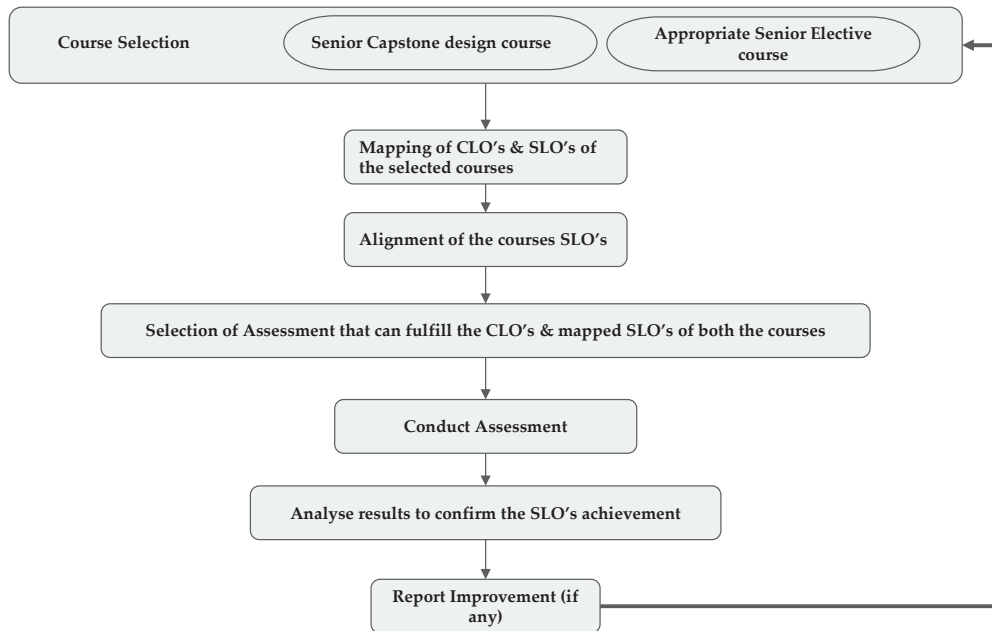 Course Selection
Senior Capstone design course
Appropriate Senior Elective
course
Mapping of CLO’s & SLO’s of
the selected courses
Alignment of the courses SLO’s
Selection of Assessment that can fulfill the CLO’s & mapped SLO’s of both the courses
Conduct Assessment
Analyse results to confirm the SLO’s achievement
Report Improvement (if
any)